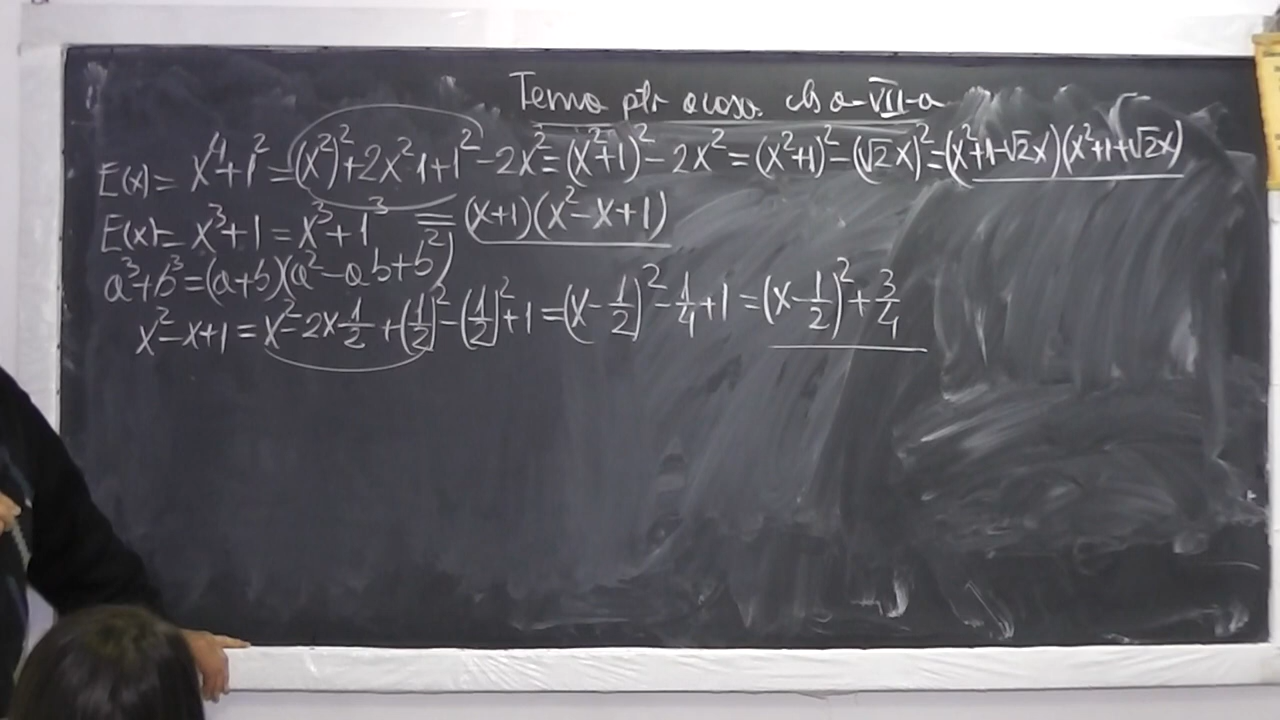 Tema ptr acasa cls a-VII-a
E(x)= x⁴+1² =(x²)²+2x²·1+1²-2x²=(x²+1)²-2x²=(x²+1)²-(√2x)²=(x²+1-√2x)(x²+1+√2x)
E(x)=x³+1=x³+1³=(x+1)(x²-x+1)
a³+b³=(a+b)(a²-ab+b²)
x²-x+1=x²-2x1/2+(1/2)²-(1/2)²+1=(x-1/2)²-1/4+1=(x-1/2)²+3/4